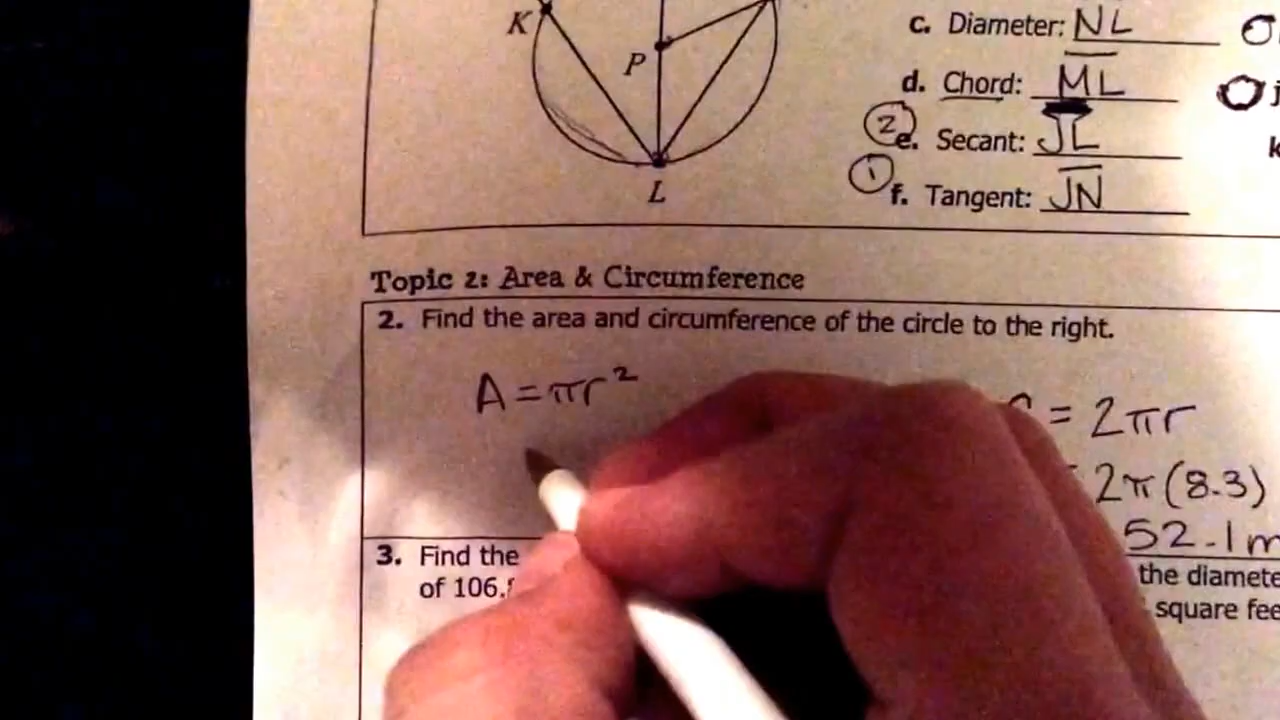 K
P
L
c. Diameter: NL
d. Chord: ML
2 e. Secant: JL
1 f. Tangent: JN
j
k
Topic 2: Area & Circumference
2. Find the area and circumference of the circle to the right.
A = πr²
= 2πr
2π(8.3)
52.1m
3. Find the
of 106.
the diamete
square fee